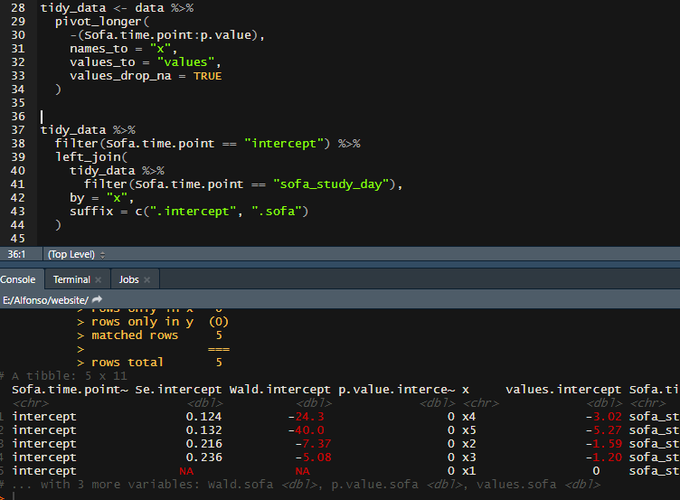 28 tidy_data <- data %>%
29 pivot_longer(
30 -(Sofa.time.point:p.value),
31 names_to = "x",
32 values_to = "values",
33 values_drop_na = TRUE
34 )
35
36
37 tidy_data %>%
38 filter(Sofa.time.point == "intercept") %>%
39 left_join(
40 tidy_data %>%
41 filter(Sofa.time.point == "sofa_study_day"),
42 by = "x",
43 suffix = c(".intercept", ".sofa")
44 )
45
36:1 (Top Level)
Console Terminal × Jobs ×
E:/Alfonso/website/
> rows only in x 0
> rows only in y (0)
> matched rows 5
> ===
> rows total 5
# A tibble: 5 x 11
Sofa.time.point~ Se.intercept Wald.intercept p.value.interce~ x values.intercept Sofa.ti
<chr> <dbl> <dbl> <dbl> <chr> <dbl> <chr>
1 intercept 0.124 -24.3 0 x4 -3.02 sofa_st
2 intercept 0.132 -40.0 0 x5 -5.27 sofa_st
3 intercept 0.216 -7.37 0 x2 -1.59 sofa_st
4 intercept 0.236 -5.08 0 x3 -1.20 sofa_st
5 intercept NA NA 0 x1 0 sofa_st
# ... with 3 more variables: Wald.sofa <dbl>, p.value.sofa <dbl>, values.sofa <dbl>
>